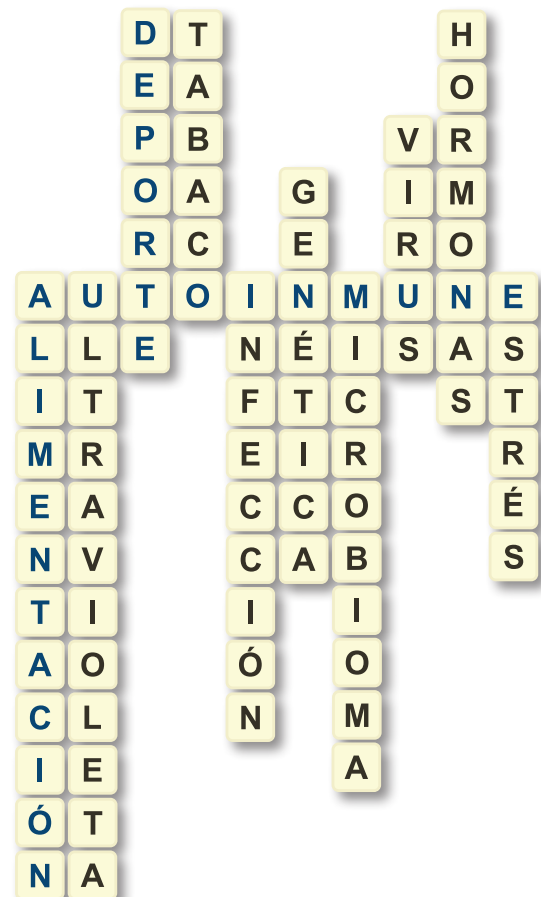 AUTOINMUNE
ALIMENTACIÓN
ULTRAVIOLETA
DEPORTE
TABACO
INFECCIÓN
GENÉTICA
MICROBIOMA
VIRUS
HORMONAS
ESTRÉS